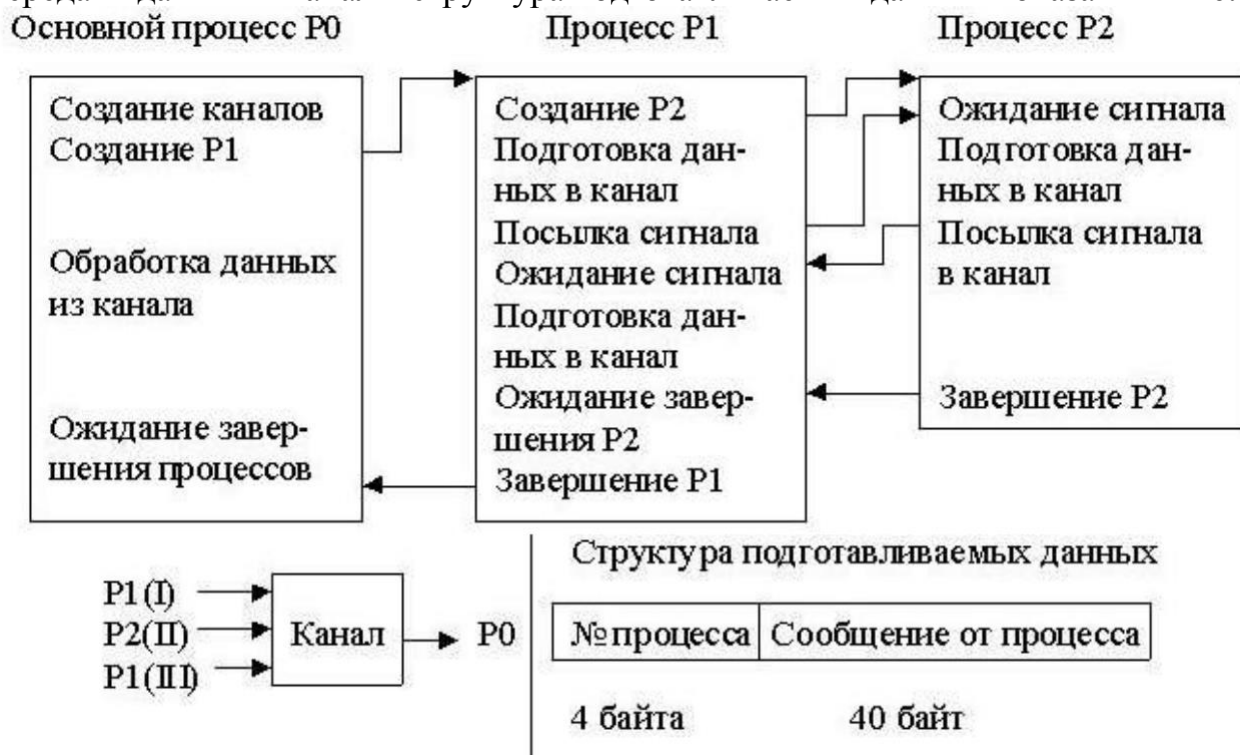 Основной процесс P0
Процесс P1
Процесс P2
Создание каналов
Создание P1
Обработка данных
из канала
Ожидание завер-
шения процессов
Создание P2
Подготовка дан-
ных в канал
Посылка сигнала
Ожидание сигнала
Подготовка дан-
ных в канал
Ожидание завер-
шения P2
Завершение P1
Ожидание сигнала
Подготовка дан-
ных в канал
Посылка сигнала
в канал
Завершение P2
P1(I)
P2(II)
P1(III)
Канал
P0
Структура подготавливаемых данных
№процесса
Сообщение от процесса
4 байта
40 байт